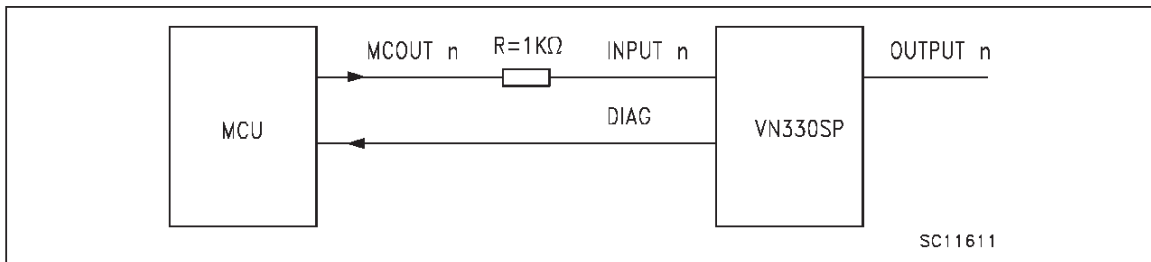 MCOUT n
R=1KΩ
INPUT n
OUTPUT n
DIAG
MCU
VN330SP
SC11611